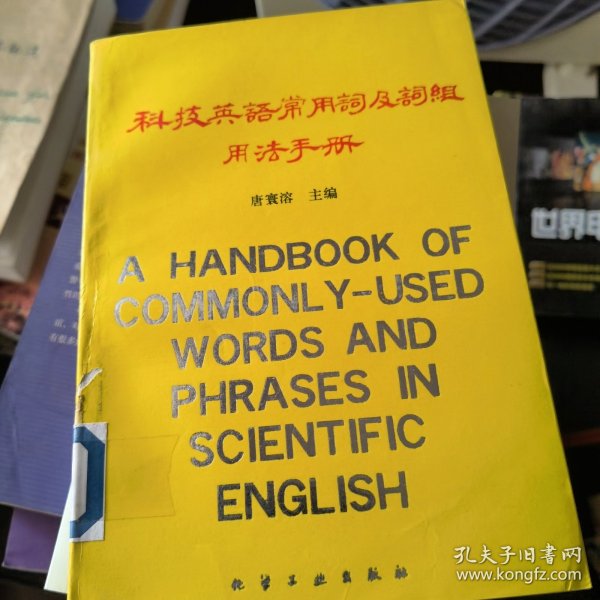 科技英語常用詞及詞組
用法手册
唐寰溶 主编
A HANDBOOK OF
COMMONLY-USED
WORDS AND
PHRASES IN
SCIENTIFIC
ENGLISH
化学工业出版社
世界
孔夫子旧书网
www.kongfz.com